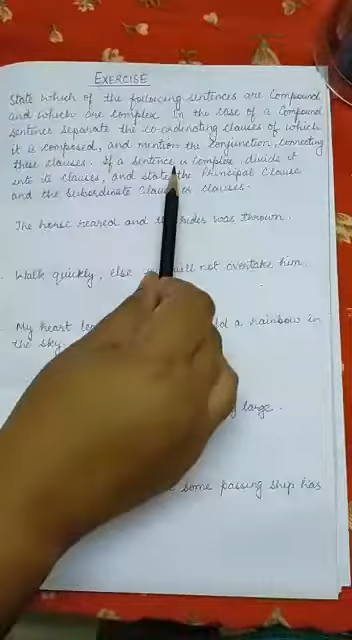 EXERCISE
State which of the following sentences are Compound
and which are complex. In the case of a Compound
sentence separate the co-ordinating clauses of which
it is composed, and mention the Conjunction, connecting
these clauses. If a sentence is Complex, divide it
into its clauses, and state the Principal Clause
and the Subordinate Clause or clauses.
The horse reared and the rider was thrown.
Walk quickly, else you will not overtake him.
My heart a rainbow in
the sky.
large.
some passing ship has